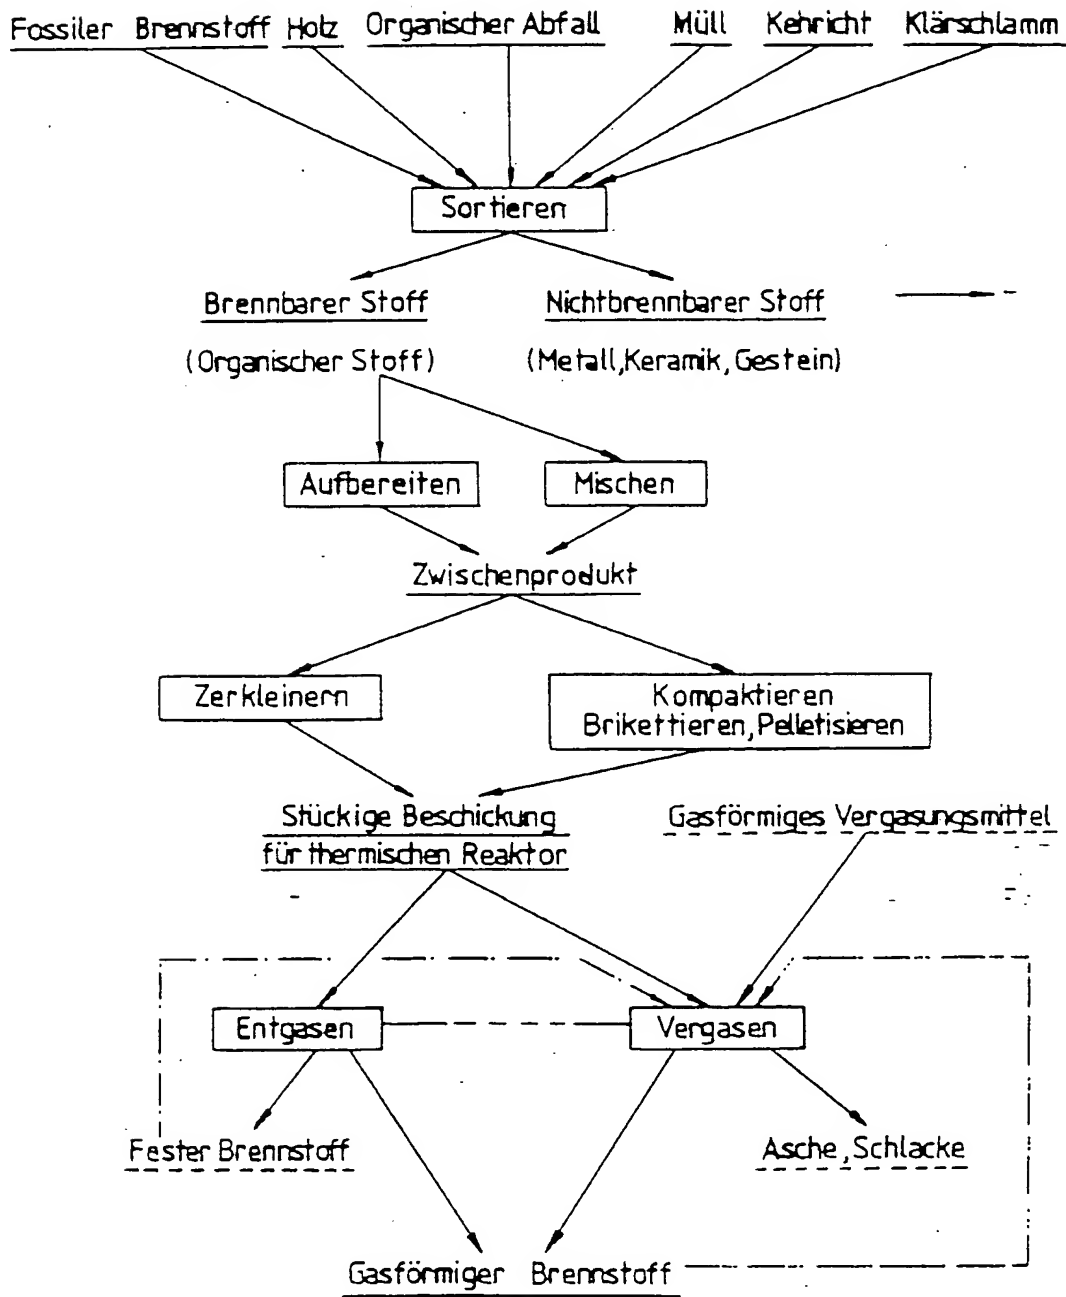 Fossiler Brennstoff Holz Organischer Abfall Müll Kehricht Klärschlamm
Sortieren
Brennbarer Stoff Nichtbrennbarer Stoff
(Organischer Stoff) (Metall, Keramik, Gestein)
Aufbereiten Mischen
Zwischenprodukt
Zerkleinern Kompaktieren
Brikettieren, Pelletisieren
Stückige Beschickung Gasförmiges Vergasungsmittel
für thermischen Reaktor
Entgasen Vergasen
Fester Brennstoff Asche, Schlacke
Gasförmiger Brennstoff